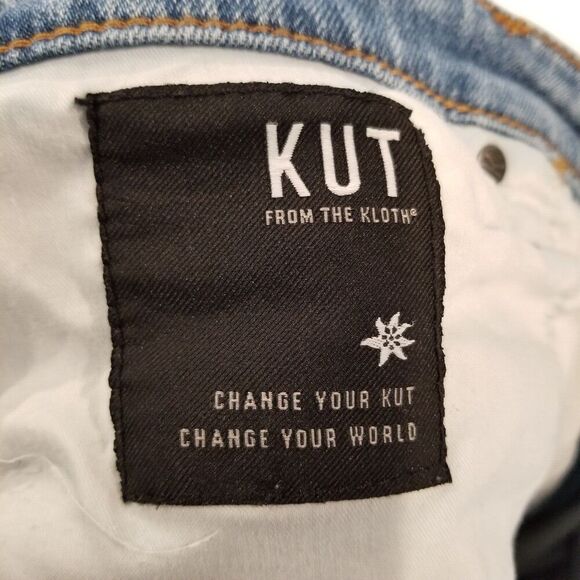 KUT
FROM THE KLOTH®
CHANGE YOUR KUT
CHANGE YOUR WORLD